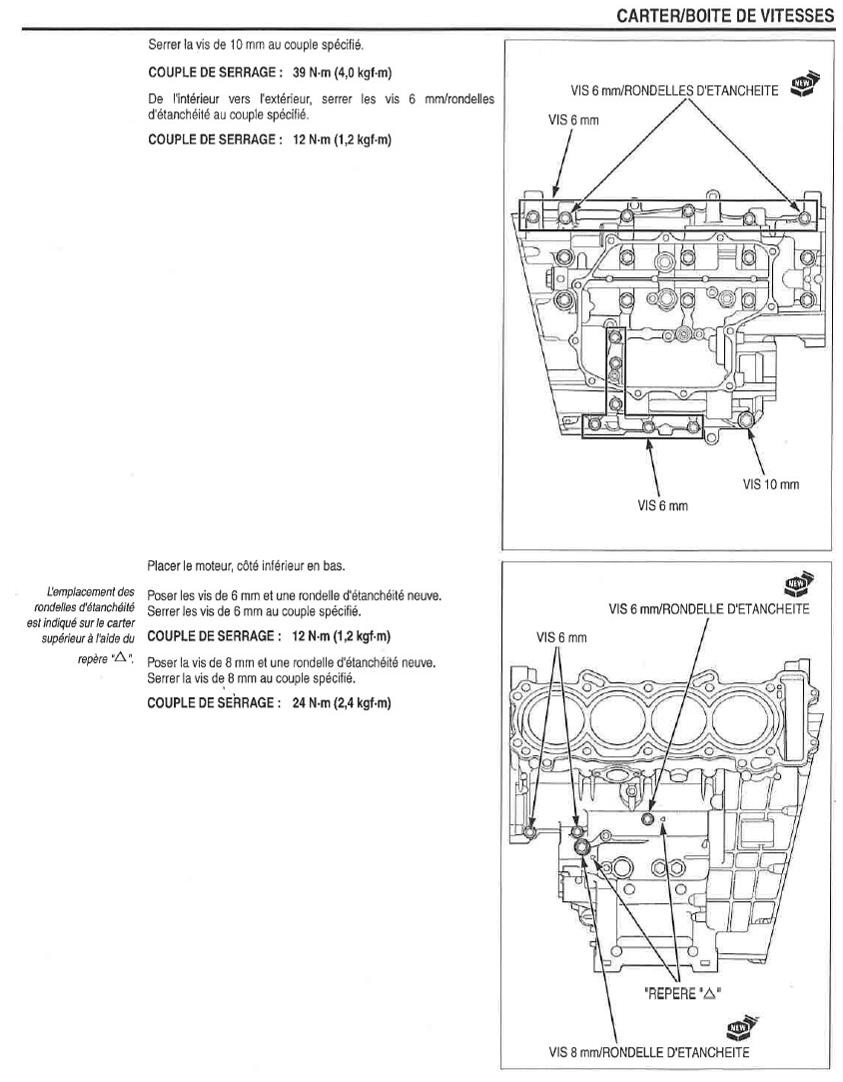 CARTER/BOITE DE VITESSES
Serrer la vis de 10 mm au couple spécifié.
COUPLE DE SERRAGE : 39 N·m (4,0 kgf·m)
De l'intérieur vers l'extérieur, serrer les vis 6 mm/rondelles
d'étanchéité au couple spécifié.
COUPLE DE SERRAGE : 12 N·m (1,2 kgf·m)
NEW
VIS 6 mm/RONDELLES D'ETANCHEITE
VIS 6 mm
VIS 10 mm
VIS 6 mm
Placer le moteur, côté inférieur en bas.
L'emplacement des
rondelles d'étanchéité
est indiqué sur le carter
supérieur à l'aide du
repère "△".
Poser les vis de 6 mm et une rondelle d'étanchéité neuve.
Serrer les vis de 6 mm au couple spécifié.
COUPLE DE SERRAGE : 12 N·m (1,2 kgf·m)
Poser la vis de 8 mm et une rondelle d'étanchéité neuve.
Serrer la vis de 8 mm au couple spécifié.
COUPLE DE SERRAGE : 24 N·m (2,4 kgf·m)
NEW
VIS 6 mm/RONDELLE D'ETANCHEITE
VIS 6 mm
"REPERE "△"
NEW
VIS 8 mm/RONDELLE D'ETANCHEITE